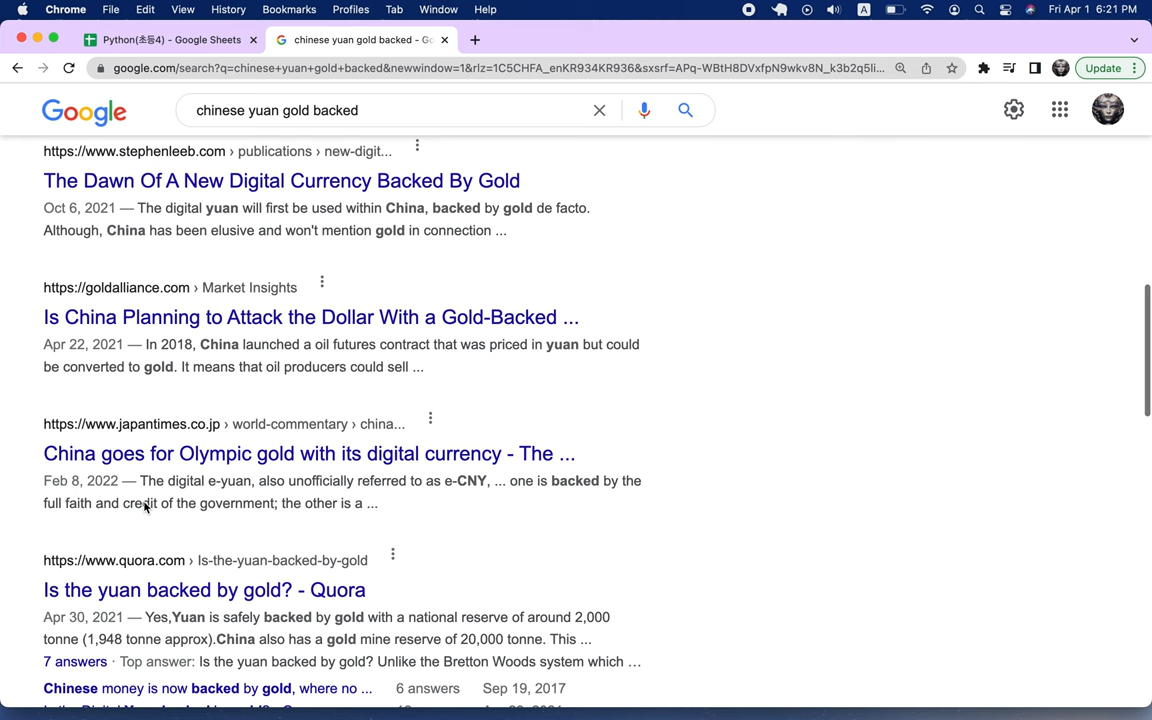 Chrome File Edit View History Bookmarks Profiles Tab Window Help A Fri Apr 1 6:21 PM
Python(초등4) - Google Sheets chinese yuan gold backed - Go
google.com/search?q=chinese+yuan+gold+backed&newwindow=1&rlz=1C5CHFA_enKR934KR936&sxsrf=APq-WBtH8DVxfpN9wkv8N_k3b2q5li... Update
Google chinese yuan gold backed
https://www.stephenleeb.com › publications › new-digit...
The Dawn Of A New Digital Currency Backed By Gold
Oct 6, 2021 — The digital yuan will first be used within China, backed by gold de facto.
Although, China has been elusive and won't mention gold in connection ...
https://goldalliance.com › Market Insights
Is China Planning to Attack the Dollar With a Gold-Backed ...
Apr 22, 2021 — In 2018, China launched a oil futures contract that was priced in yuan but could
be converted to gold. It means that oil producers could sell ...
https://www.japantimes.co.jp › world-commentary › china...
China goes for Olympic gold with its digital currency - The ...
Feb 8, 2022 — The digital e-yuan, also unofficially referred to as e-CNY, ... one is backed by the
full faith and credit of the government; the other is a ...
https://www.quora.com › Is-the-yuan-backed-by-gold
Is the yuan backed by gold? - Quora
Apr 30, 2021 — Yes,Yuan is safely backed by gold with a national reserve of around 2,000
tonne (1,948 tonne approx).China also has a gold mine reserve of 20,000 tonne. This ...
7 answers · Top answer: Is the yuan backed by gold? Unlike the Bretton Woods system which ...
Chinese money is now backed by gold, where no ... 6 answers Sep 19, 2017